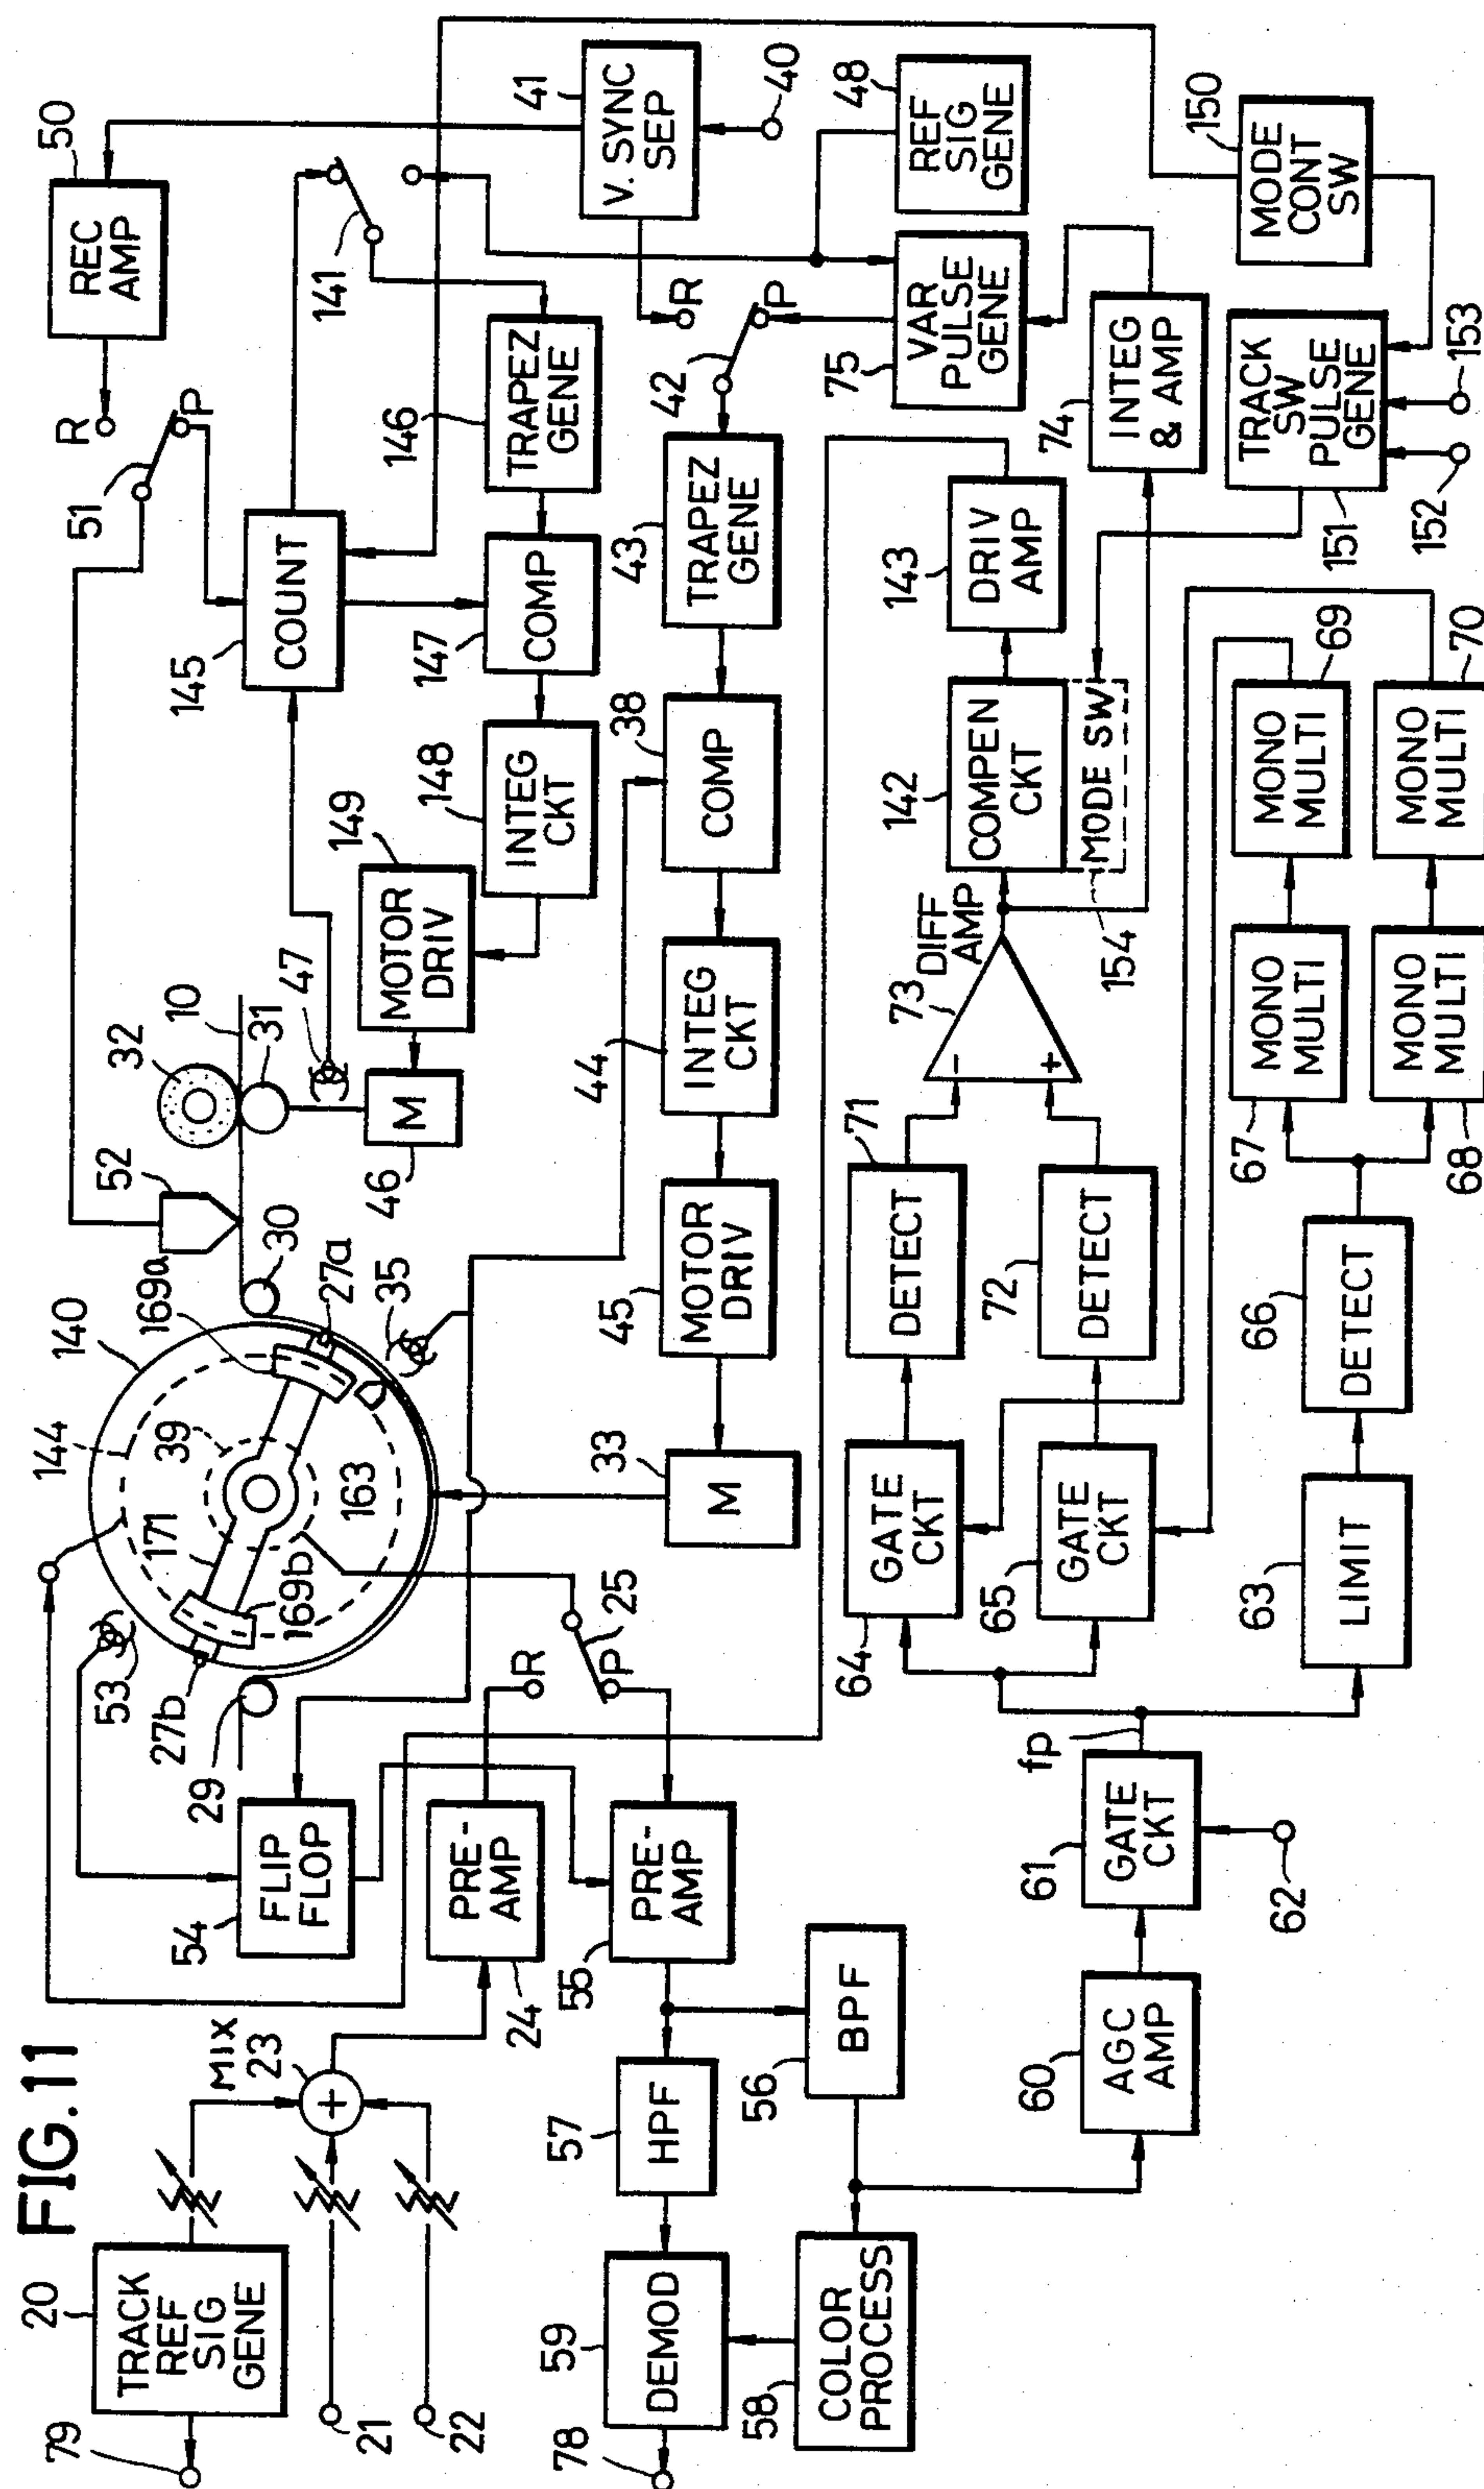 FIG.11
20
TRACK
REF
SIG
GENE
79
21
22
MIX
23
24
PRE-
AMP
R
P
25
54
FLIP
FLOP
29
27b
53
169b
171
39
144
140
163
169a
27a
35
30
52
32
10
31
47
M
46
149
MOTOR
DRIV
148
INTEG
CKT
147
COMP
146
TRAPEZ
GENE
145
COUNT
51
R
P
50
REC
AMP
141
41
V. SYNC
SEP
40
48
REF
SIG
GENE
R
P
42
75
VAR
PULSE
GENE
43
TRAPEZ
GENE
38
COMP
44
INTEG
CKT
45
MOTOR
DRIV
33
M
55
PRE-
AMP
57
HPF
56
BPF
59
DEMOD
78
58
COLOR
PROCESS
60
AGC
AMP
61
GATE
CKT
62
fp
64
GATE
CKT
65
GATE
CKT
63
LIMIT
66
DETECT
71
DETECT
72
DETECT
73
DIFF
AMP
-
+
142
COMPEN
CKT
MODE SW
154
143
DRIV
AMP
74
INTEG
& AMP
150
MODE
CONT
SW
151
TRACK
SW
PULSE
GENE
152
153
67
MONO
MULTI
68
MONO
MULTI
69
MONO
MULTI
70
MONO
MULTI